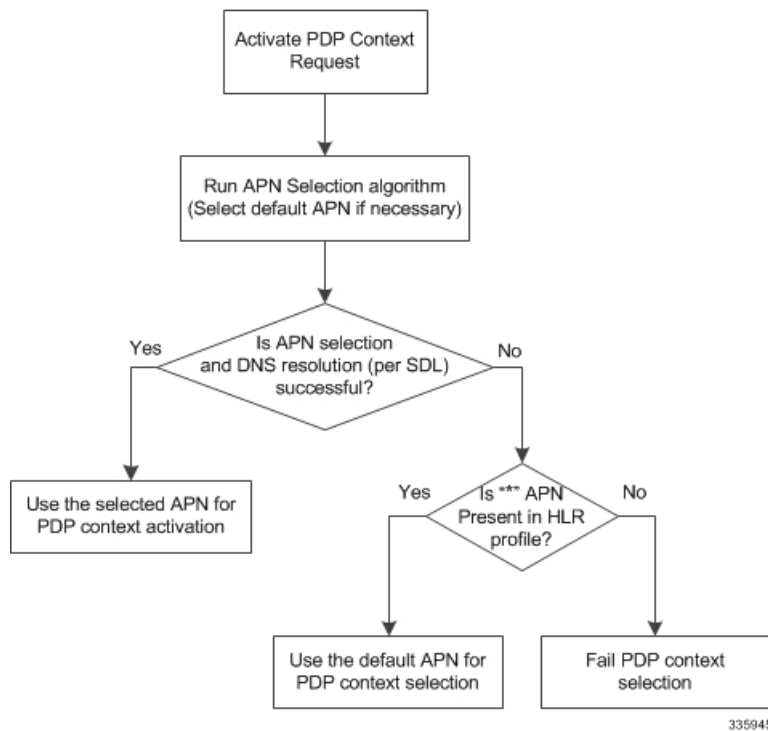 Activate PDP Context
Request
Run APN Selection algorithm
(Select default APN if necessary)
Is APN selection
and DNS resolution (per SDL)
successful?
Yes
No
Use the selected APN for
PDP context activation
Is "*" APN
Present in HLR
profile?
Yes
No
Use the default APN for
PDP context selection
Fail PDP context
selection
335945